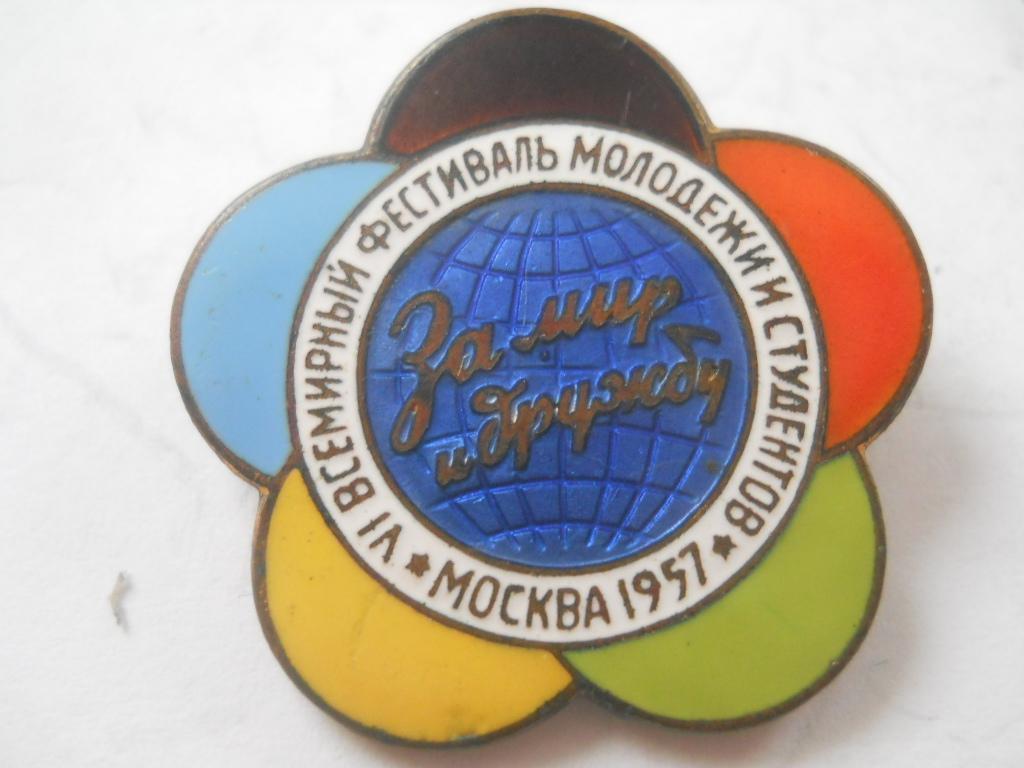 VI ВСЕМИРНЫЙ ФЕСТИВАЛЬ МОЛОДЕЖИ И СТУДЕНТОВ
★ МОСКВА 1957 ★
За мир
и дружбу